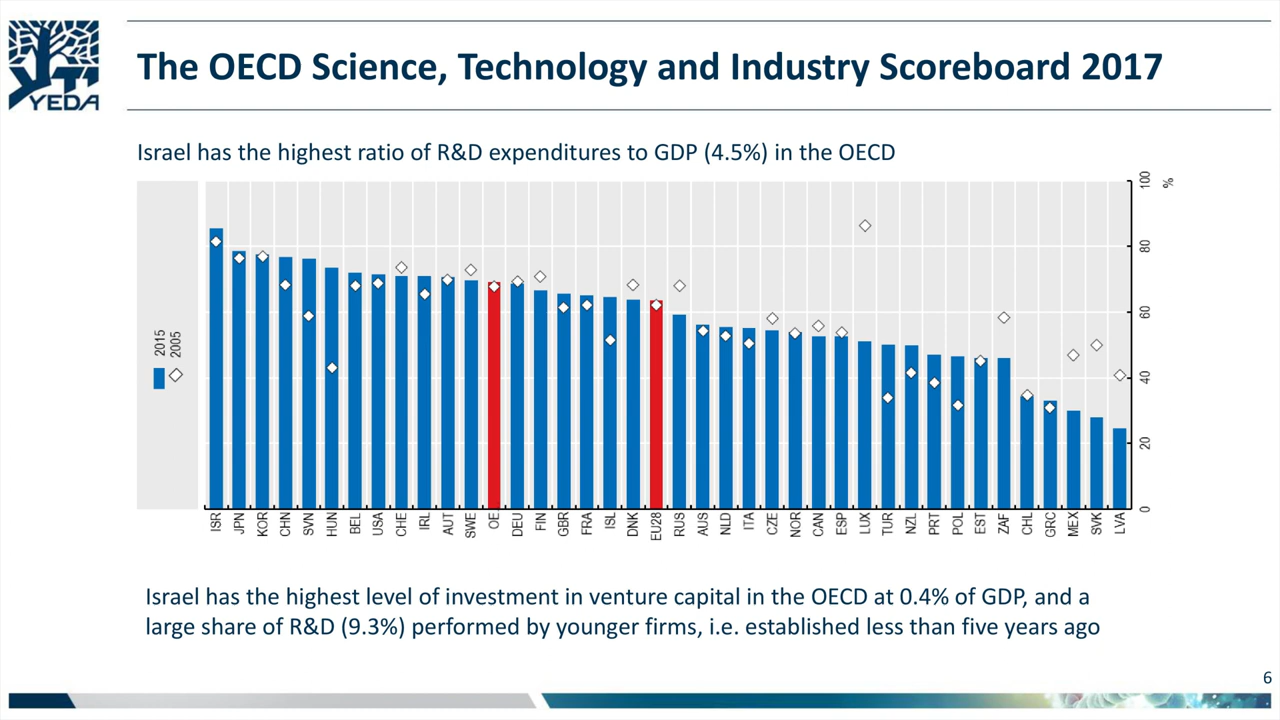 YEDA
The OECD Science, Technology and Industry Scoreboard 2017
Israel has the highest ratio of R&D expenditures to GDP (4.5%) in the OECD
2015
2005
100
%
80
60
40
20
0
ISR JPN KOR CHN SVN HUN BEL USA CHE IRL AUT SWE OE DEU FIN GBR FRA ISL DNK EU28 RUS AUS NLD ITA CZE NOR CAN ESP LUX TUR NZL PRT POL EST ZAF CHL GRC MEX SVK LVA
Israel has the highest level of investment in venture capital in the OECD at 0.4% of GDP, and a
large share of R&D (9.3%) performed by younger firms, i.e. established less than five years ago
6